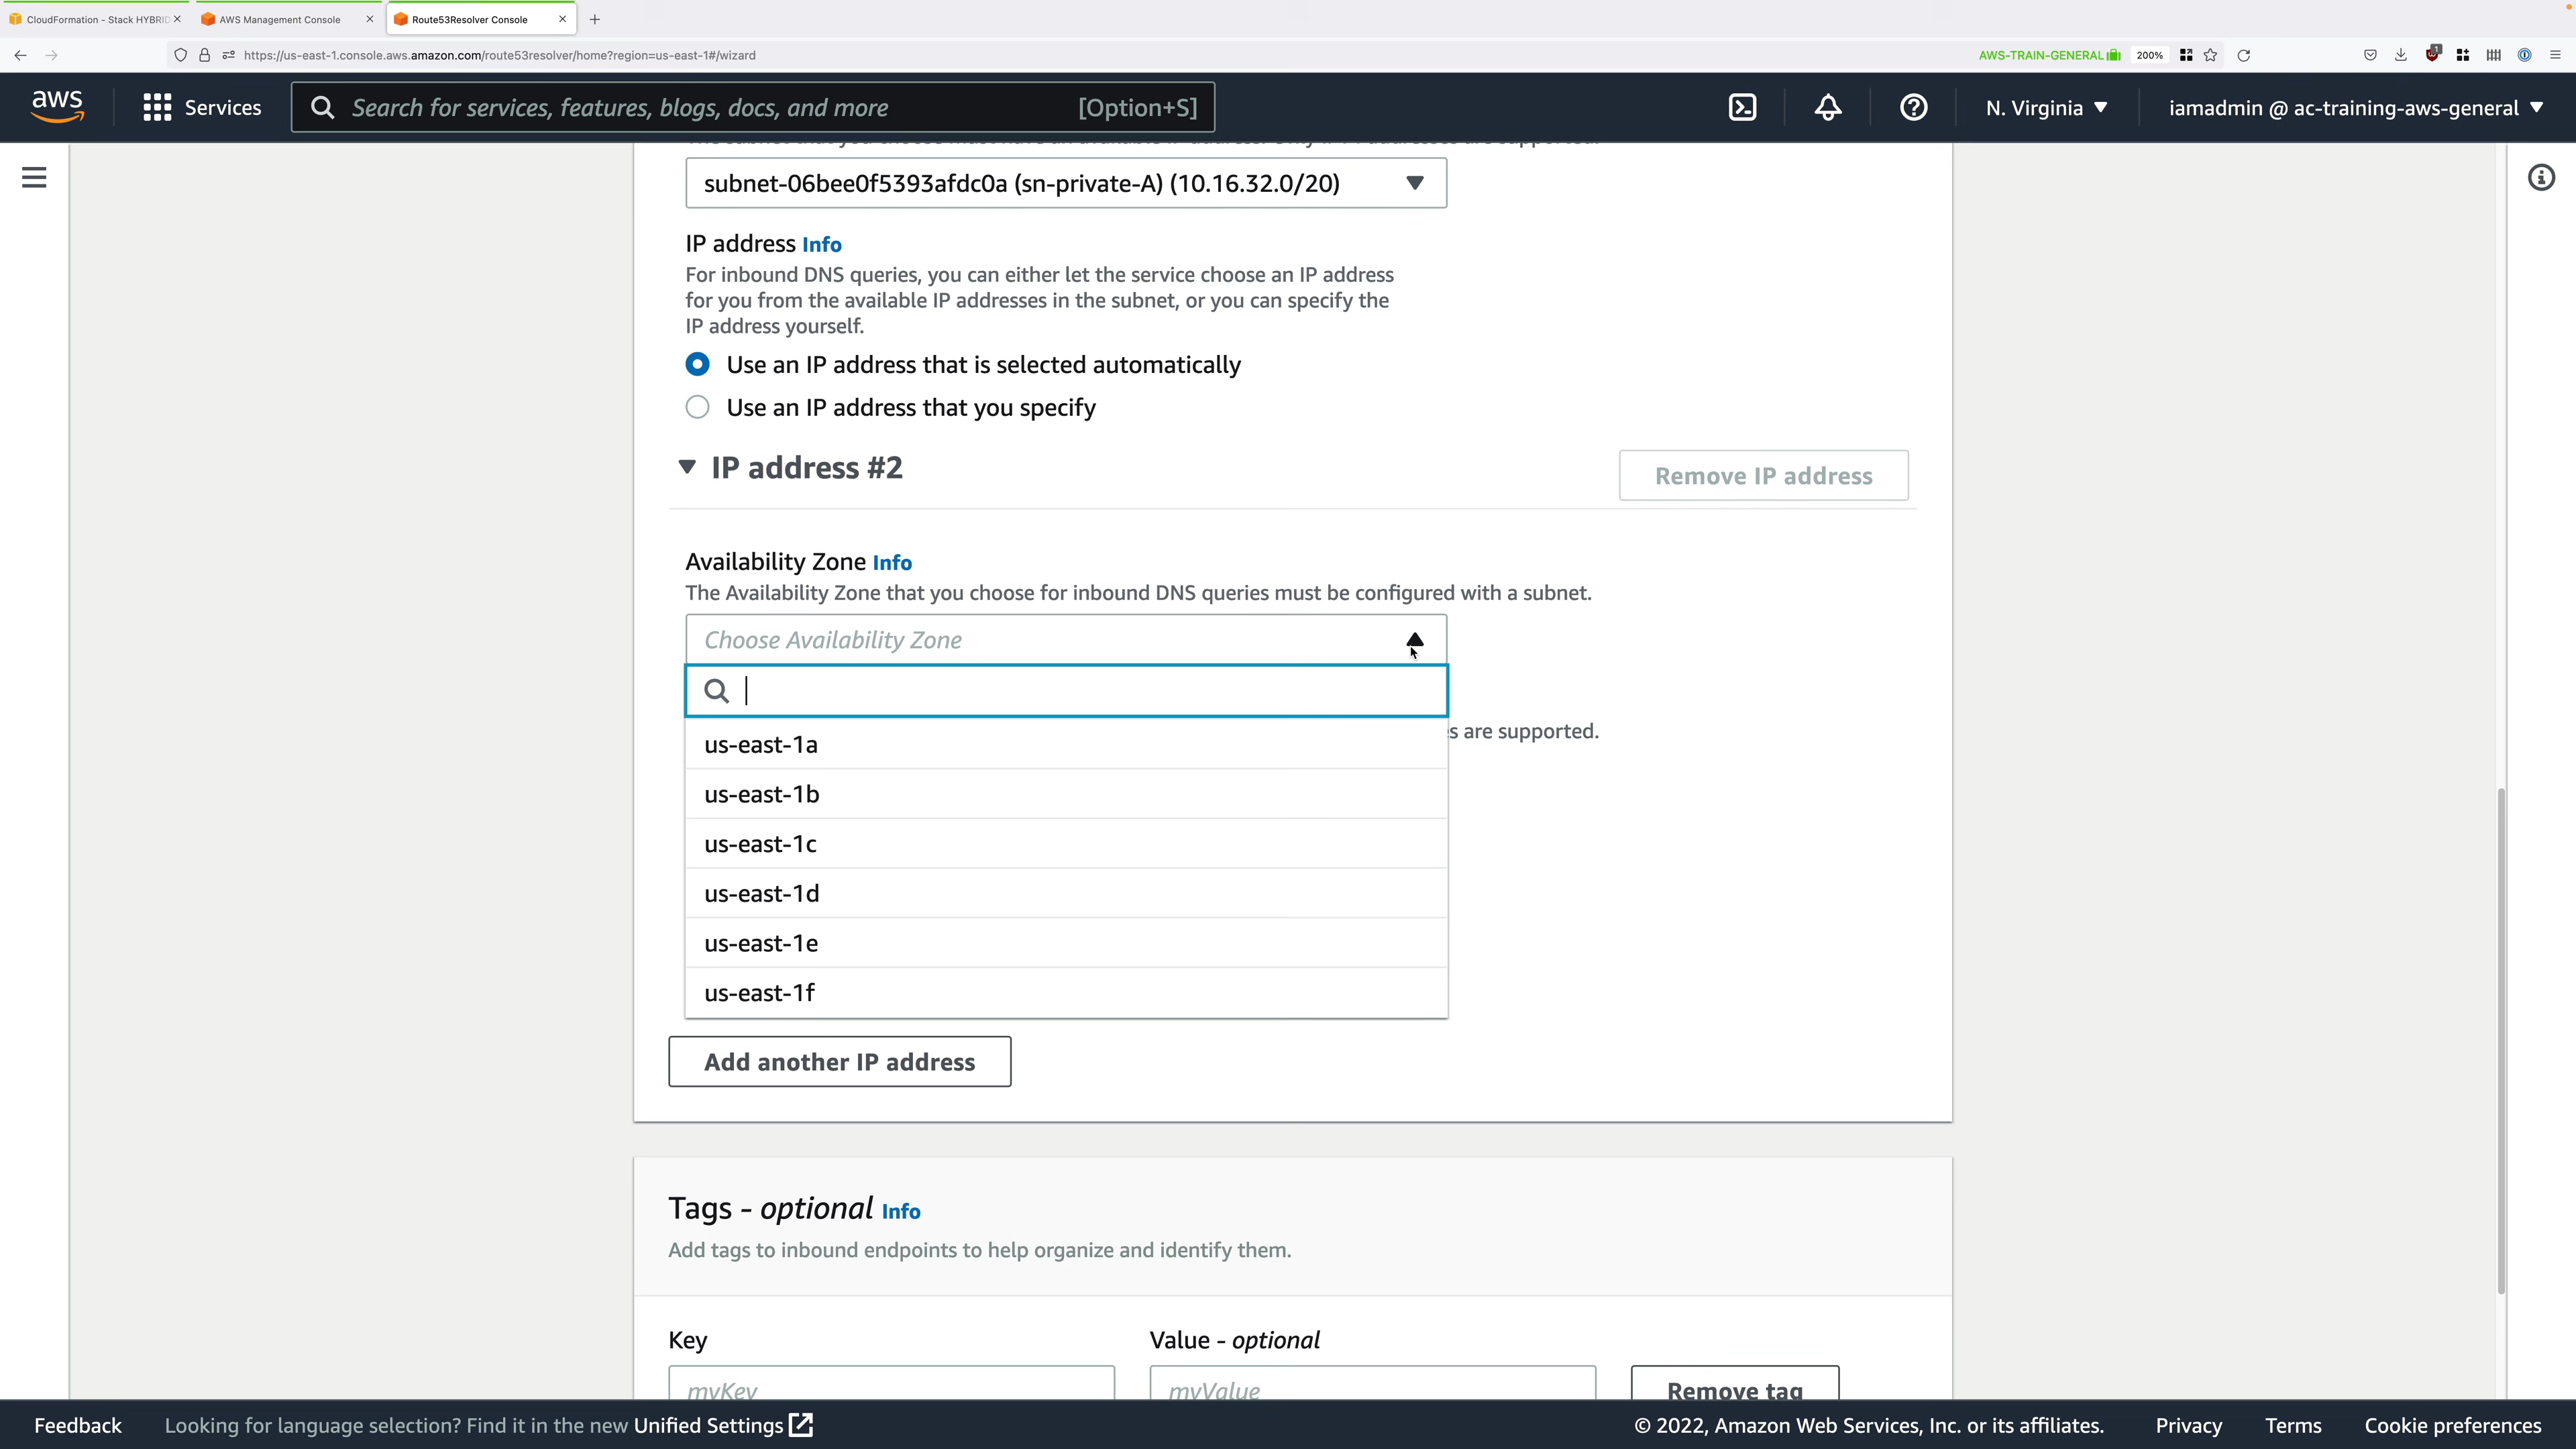 CloudFormation - Stack HYBRID
AWS Management Console
Route53Resolver Console
https://us-east-1.console.aws.amazon.com/route53resolver/home?region=us-east-1#/wizard
AWS-TRAIN-GENERAL
200%
1
aws
Services
Search for services, features, blogs, docs, and more
[Option+S]
N. Virginia
iamadmin @ ac-training-aws-general
subnet-06bee0f5393afdc0a (sn-private-A) (10.16.32.0/20)
IP address Info
For inbound DNS queries, you can either let the service choose an IP address
for you from the available IP addresses in the subnet, or you can specify the
IP address yourself.
Use an IP address that is selected automatically
Use an IP address that you specify
IP address #2
Remove IP address
Availability Zone Info
The Availability Zone that you choose for inbound DNS queries must be configured with a subnet.
Choose Availability Zone
s are supported.
us-east-1a
us-east-1b
us-east-1c
us-east-1d
us-east-1e
us-east-1f
Add another IP address
Tags - optional Info
Add tags to inbound endpoints to help organize and identify them.
Key
Value - optional
myKey
myValue
Remove tag
Feedback
Looking for language selection? Find it in the new Unified Settings
© 2022, Amazon Web Services, Inc. or its affiliates.
Privacy
Terms
Cookie preferences